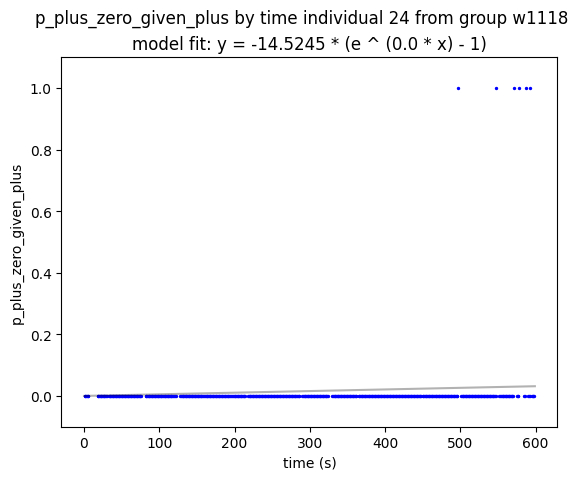 p_plus_zero_given_plus by time individual 24 from group w1118
model fit: y = -14.5245 * (e ^ (0.0 * x) - 1)
1.0
0.8
0.6
0.4
0.2
0.0
p_plus_zero_given_plus
0 100 200 300 400 500 600
time (s)